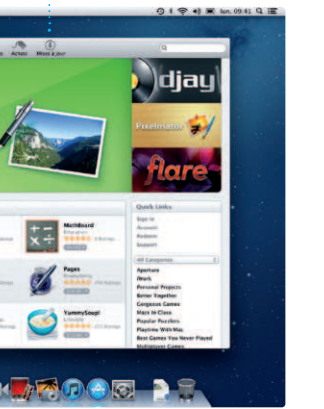 lun. 09:41
Achats Mises à jour
djay
Pixelmator
flare
Quick Links
Sign In
Account
Redeem
Support
MathBoard
Education
Pages
Productivity
YummySoup!
Lifestyle
All Categories
Aperture
iWork
Personal Projects
Better Together
Gorgeous Games
Macs In Class
Popular Puzzlers
Playtime With Mac
Best Games You Never Played
Multiplayer Games